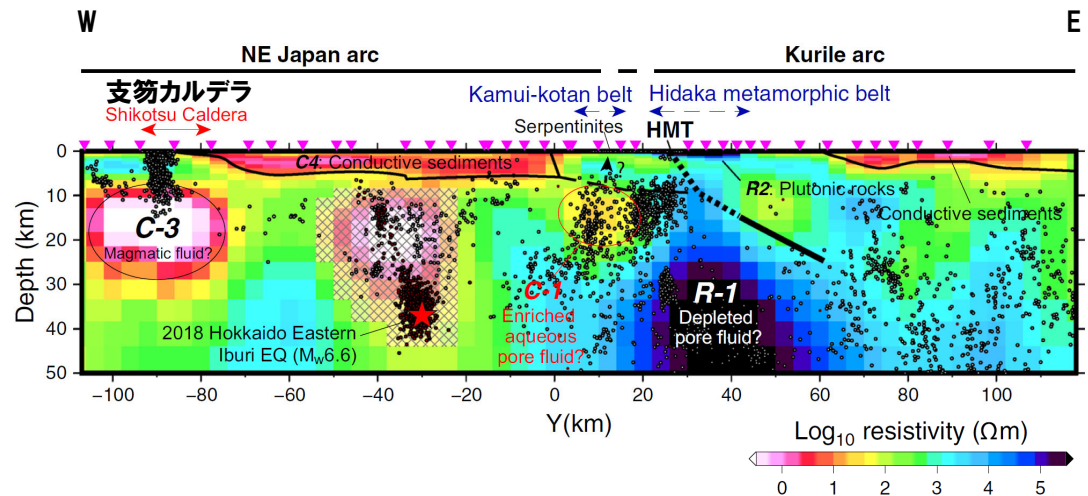 W
E
NE Japan arc
Kurile arc
支笏カルデラ
Shikotsu Caldera
Kamui-kotan belt
Hidaka metamorphic belt
Serpentinites
HMT
?
C4: Conductive sediments
R2: Plutonic rocks
Conductive sediments
C-3
Magmatic fluid?
C-1
Enriched
aqueous
pore fluid?
R-1
Depleted
pore fluid?
2018 Hokkaido Eastern
Iburi EQ (Mw6.6)
Depth (km)
0
10
20
30
40
50
−100
−80
−60
−40
−20
0
20
40
60
80
100
Y(km)
Log10 resistivity (Ωm)
0
1
2
3
4
5